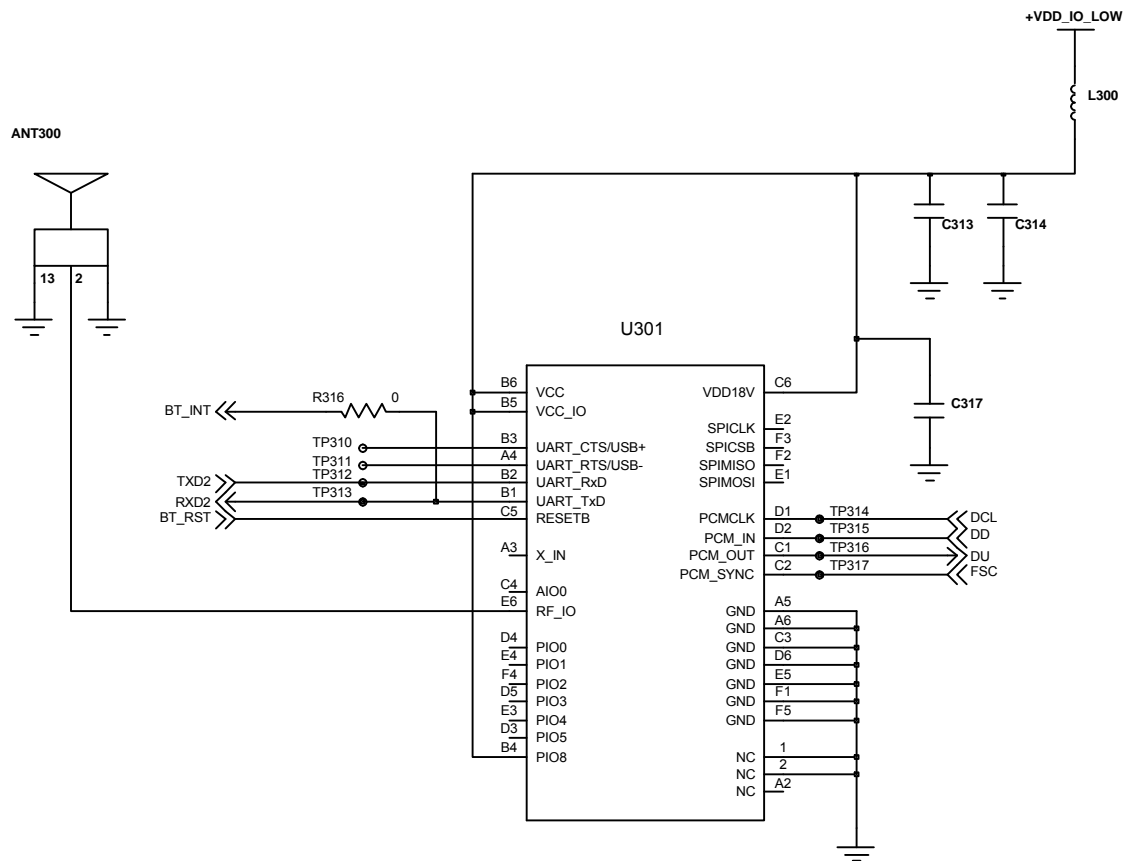 +VDD_IO_LOW
L300
ANT300
C313
C314
13
2
U301
B6 VCC
VDD18V C6
B5 VCC_IO
C317
R316 0
BT_INT
SPICLK E2
TP310 B3 UART_CTS/USB+
SPICSB F3
TP311 A4 UART_RTS/USB-
SPIMISO F2
TXD2 TP312 B2 UART_RxD
SPIMOSI E1
RXD2 TP313 B1 UART_TxD
BT_RST C5 RESETB
PCMCLK D1 TP314 DCL
PCM_IN D2 TP315 DD
A3 X_IN
PCM_OUT C1 TP316 DU
PCM_SYNC C2 TP317 FSC
C4 AIO0
E6 RF_IO
GND A5
GND A6
D4 PIO0
GND C3
E4 PIO1
GND D6
F4 PIO2
GND E5
D5 PIO3
GND F1
E3 PIO4
GND F5
D3 PIO5
B4 PIO8
NC 1
NC 2
NC A2